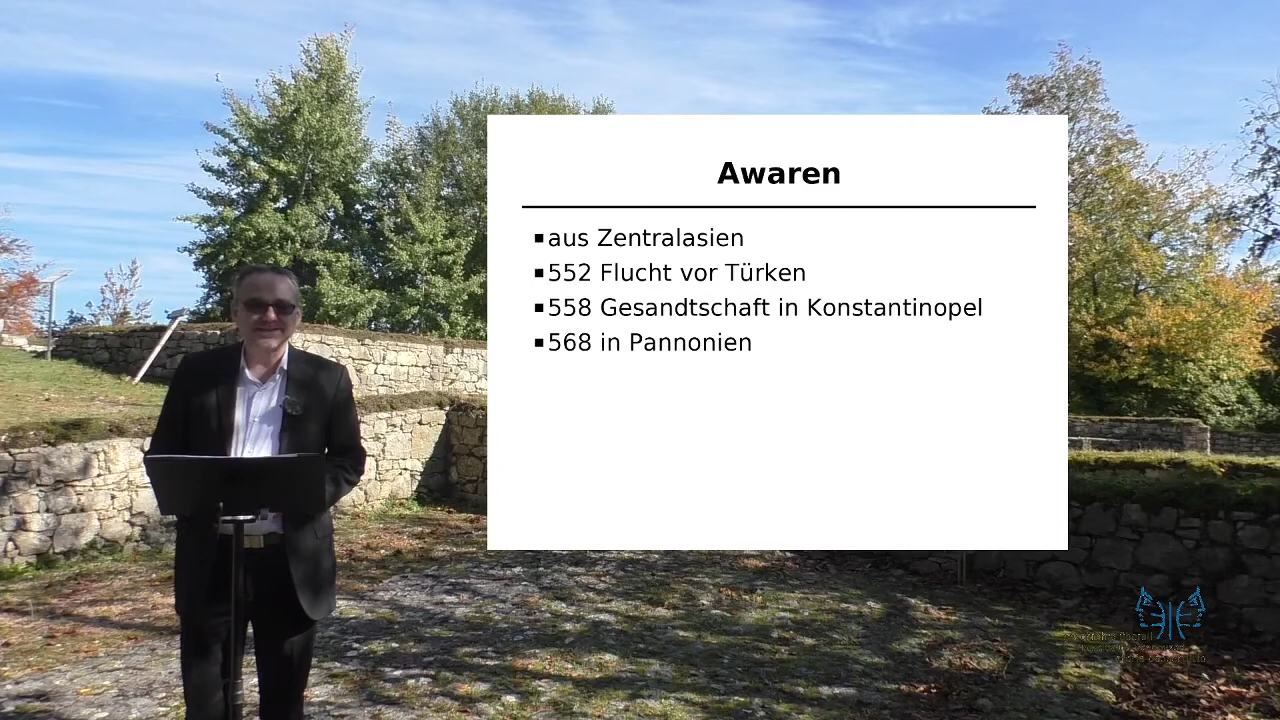 Awaren
▪aus Zentralasien
▪552 Flucht vor Türken
▪558 Gesandtschaft in Konstantinopel
▪568 in Pannonien